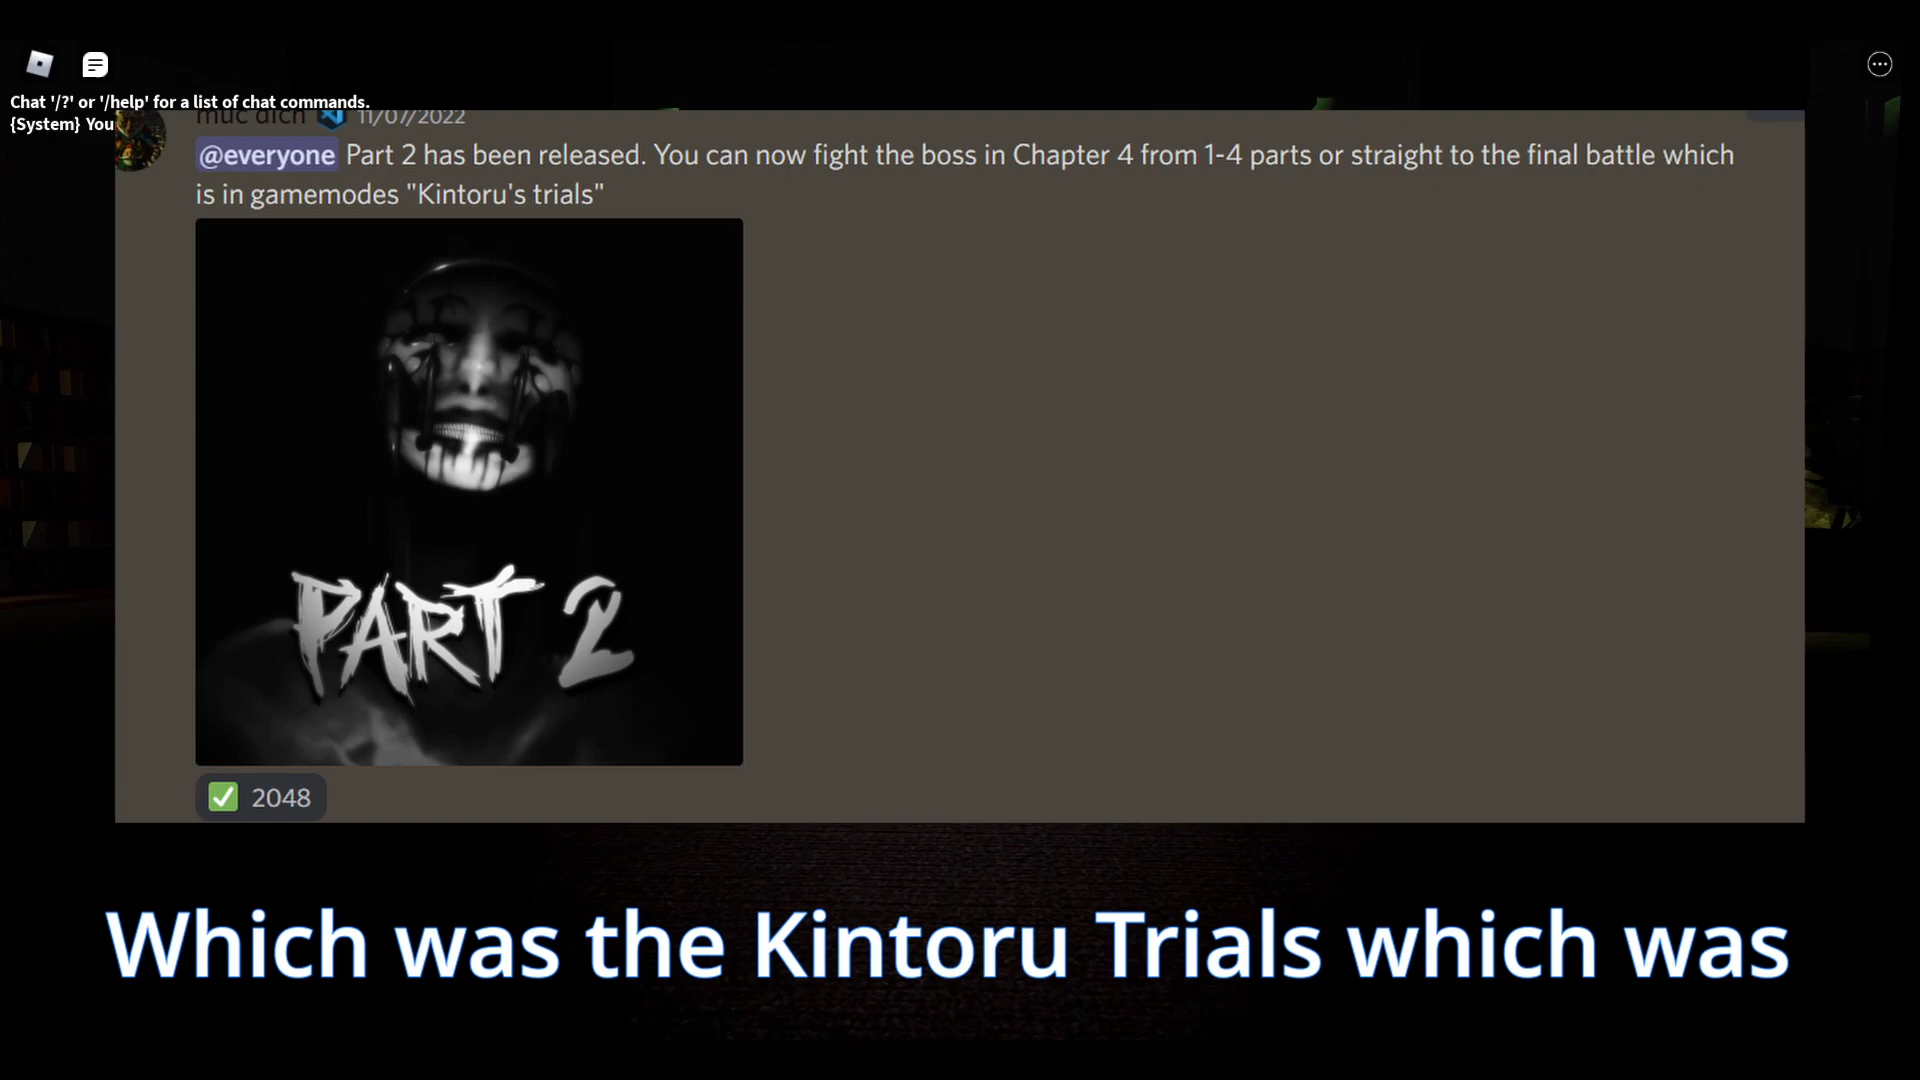 Chat '/?' or '/help' for a list of chat commands.
{System} You
muc dich 11/07/2022
@everyone Part 2 has been released. You can now fight the boss in Chapter 4 from 1-4 parts or straight to the final battle which
is in gamemodes "Kintoru's trials"
PART 2
2048
Which was the Kintoru Trials which was